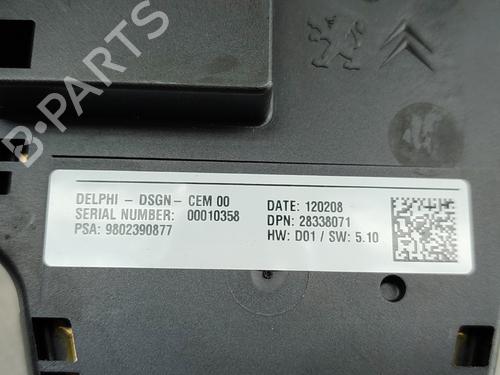 B-PARTS
DELPHI - DSGN- CEM 00
SERIAL NUMBER: 00010358
PSA: 9802390877
DATE: 120208
DPN: 28338071
HW: D01 / SW: 5.10